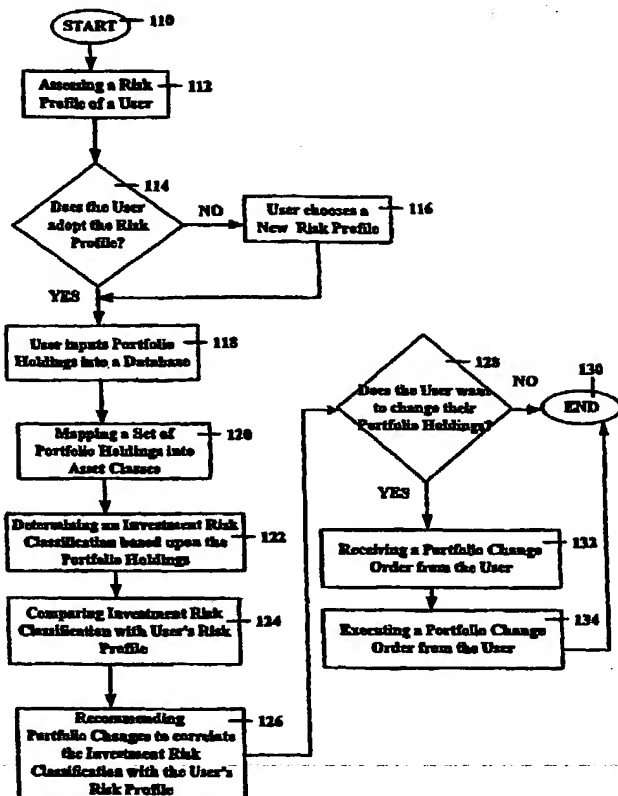 START
110
Assessing a Risk
Profile of a User
112
114
Does the User
adopt the Risk
Profile?
NO
User chooses a
New Risk Profile
116
YES
User inputs Portfolio
Holdings into a Database
118
Mapping a Set of
Portfolio Holdings into
Asset Classes
120
Determining an Investment Risk
Classification based upon the
Portfolio Holdings
122
Comparing Investment Risk
Classification with User's Risk
Profile
124
Recommending
Portfolio Changes to correlate
the Investment Risk
Classification with the User's
Risk Profile
126
128
Does the User want
to change their
Portfolio Holdings?
NO
130
END
YES
Receiving a Portfolio Change
Order from the User
132
Executing a Portfolio Change
Order from the User
134